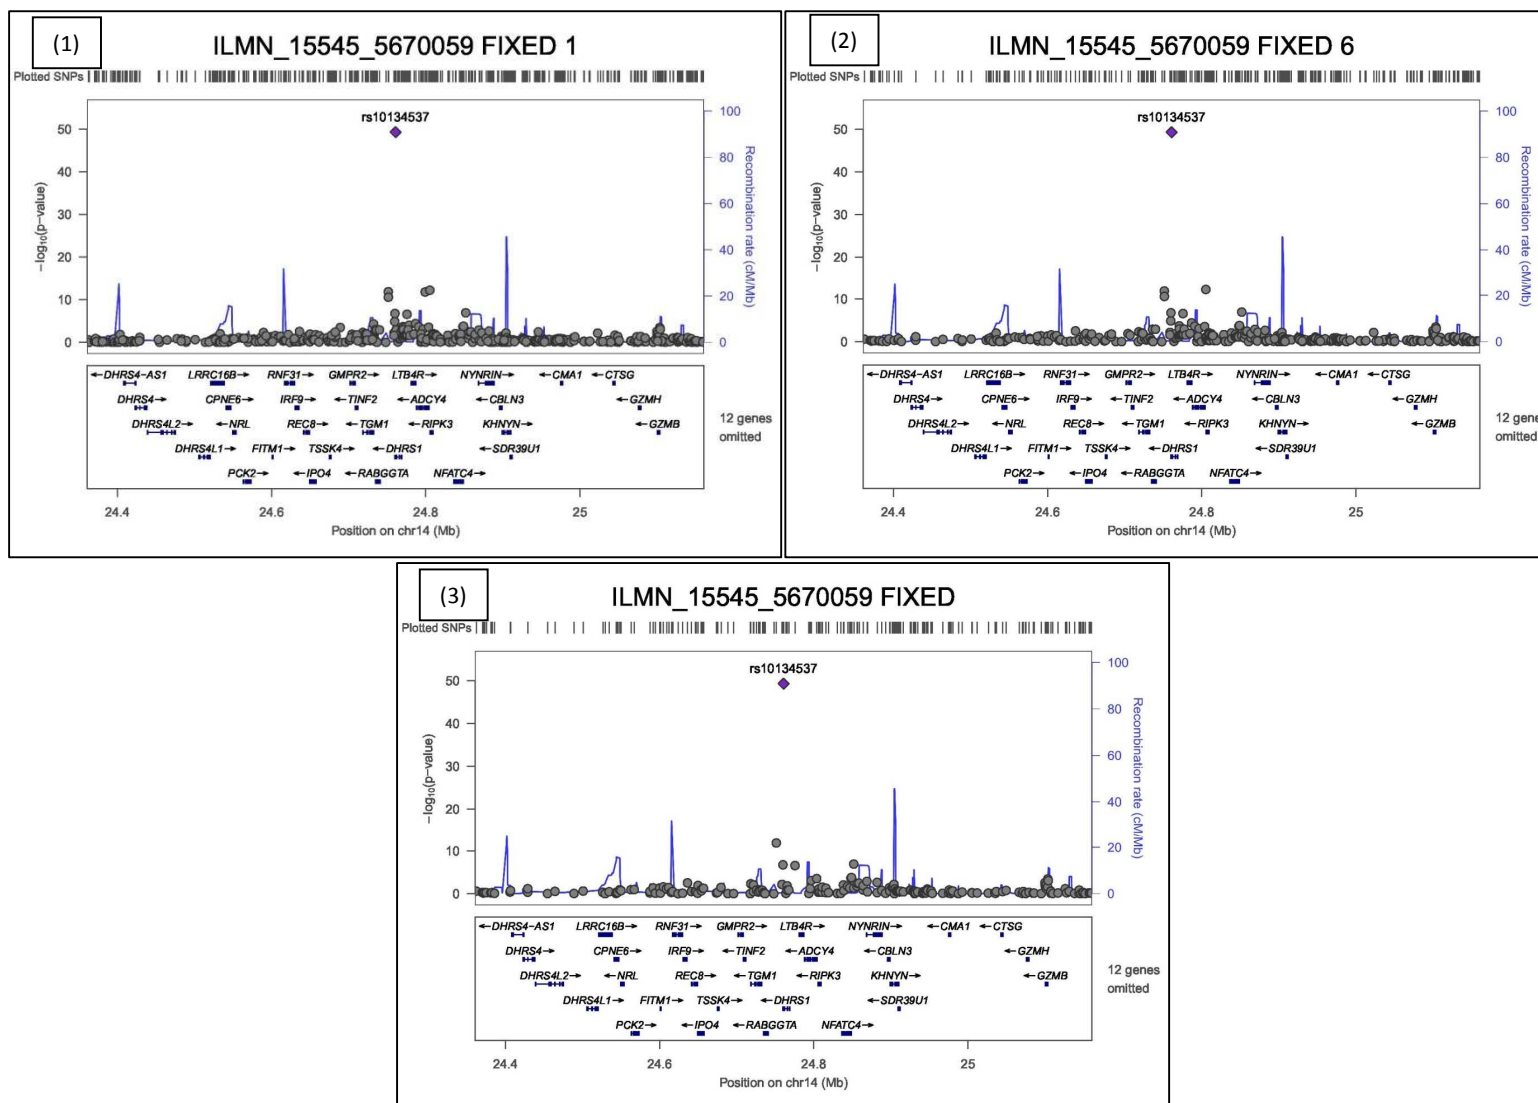 (1)
ILMN_15545_5670059 FIXED 1
Plotted SNPs
rs10134537
50
40
30
20
10
0
−log10(p−value)
100
80
60
40
20
0
Recombination rate (cM/Mb)
←DHRS4−AS1 LRRC16B→ RNF31→ GMPR2→ LTB4R→ NYNRIN→ ←CMA1 ←CTSG
DHRS4→ CPNE6→ IRF9→ ←TINF2 ←ADCY4 ←CBLN3 ←GZMH
DHRS4L2→ ←NRL REC8→ ←TGM1 ←RIPK3 KHNYN→ ←GZMB
DHRS4L1→ FITM1→ TSSK4→ ←DHRS1 ←SDR39U1
PCK2→ ←IPO4 ←RABGGTA NFATC4→
12 genes
omitted
24.4 24.6 24.8 25
Position on chr14 (Mb)
(2)
ILMN_15545_5670059 FIXED 6
Plotted SNPs
rs10134537
50
40
30
20
10
0
−log10(p−value)
100
80
60
40
20
0
Recombination rate (cM/Mb)
←DHRS4−AS1 LRRC16B→ RNF31→ GMPR2→ LTB4R→ NYNRIN→ ←CMA1 ←CTSG
DHRS4→ CPNE6→ IRF9→ ←TINF2 ←ADCY4 ←CBLN3 ←GZMH
DHRS4L2→ ←NRL REC8→ ←TGM1 ←RIPK3 KHNYN→ ←GZMB
DHRS4L1→ FITM1→ TSSK4→ ←DHRS1 ←SDR39U1
PCK2→ ←IPO4 ←RABGGTA NFATC4→
12 genes
omitted
24.4 24.6 24.8 25
Position on chr14 (Mb)
(3)
ILMN_15545_5670059 FIXED
Plotted SNPs
rs10134537
50
40
30
20
10
0
−log10(p−value)
100
80
60
40
20
0
Recombination rate (cM/Mb)
←DHRS4−AS1 LRRC16B→ RNF31→ GMPR2→ LTB4R→ NYNRIN→ ←CMA1 ←CTSG
DHRS4→ CPNE6→ IRF9→ ←TINF2 ←ADCY4 ←CBLN3 ←GZMH
DHRS4L2→ ←NRL REC8→ ←TGM1 ←RIPK3 KHNYN→ ←GZMB
DHRS4L1→ FITM1→ TSSK4→ ←DHRS1 ←SDR39U1
PCK2→ ←IPO4 ←RABGGTA NFATC4→
12 genes
omitted
24.4 24.6 24.8 25
Position on chr14 (Mb)